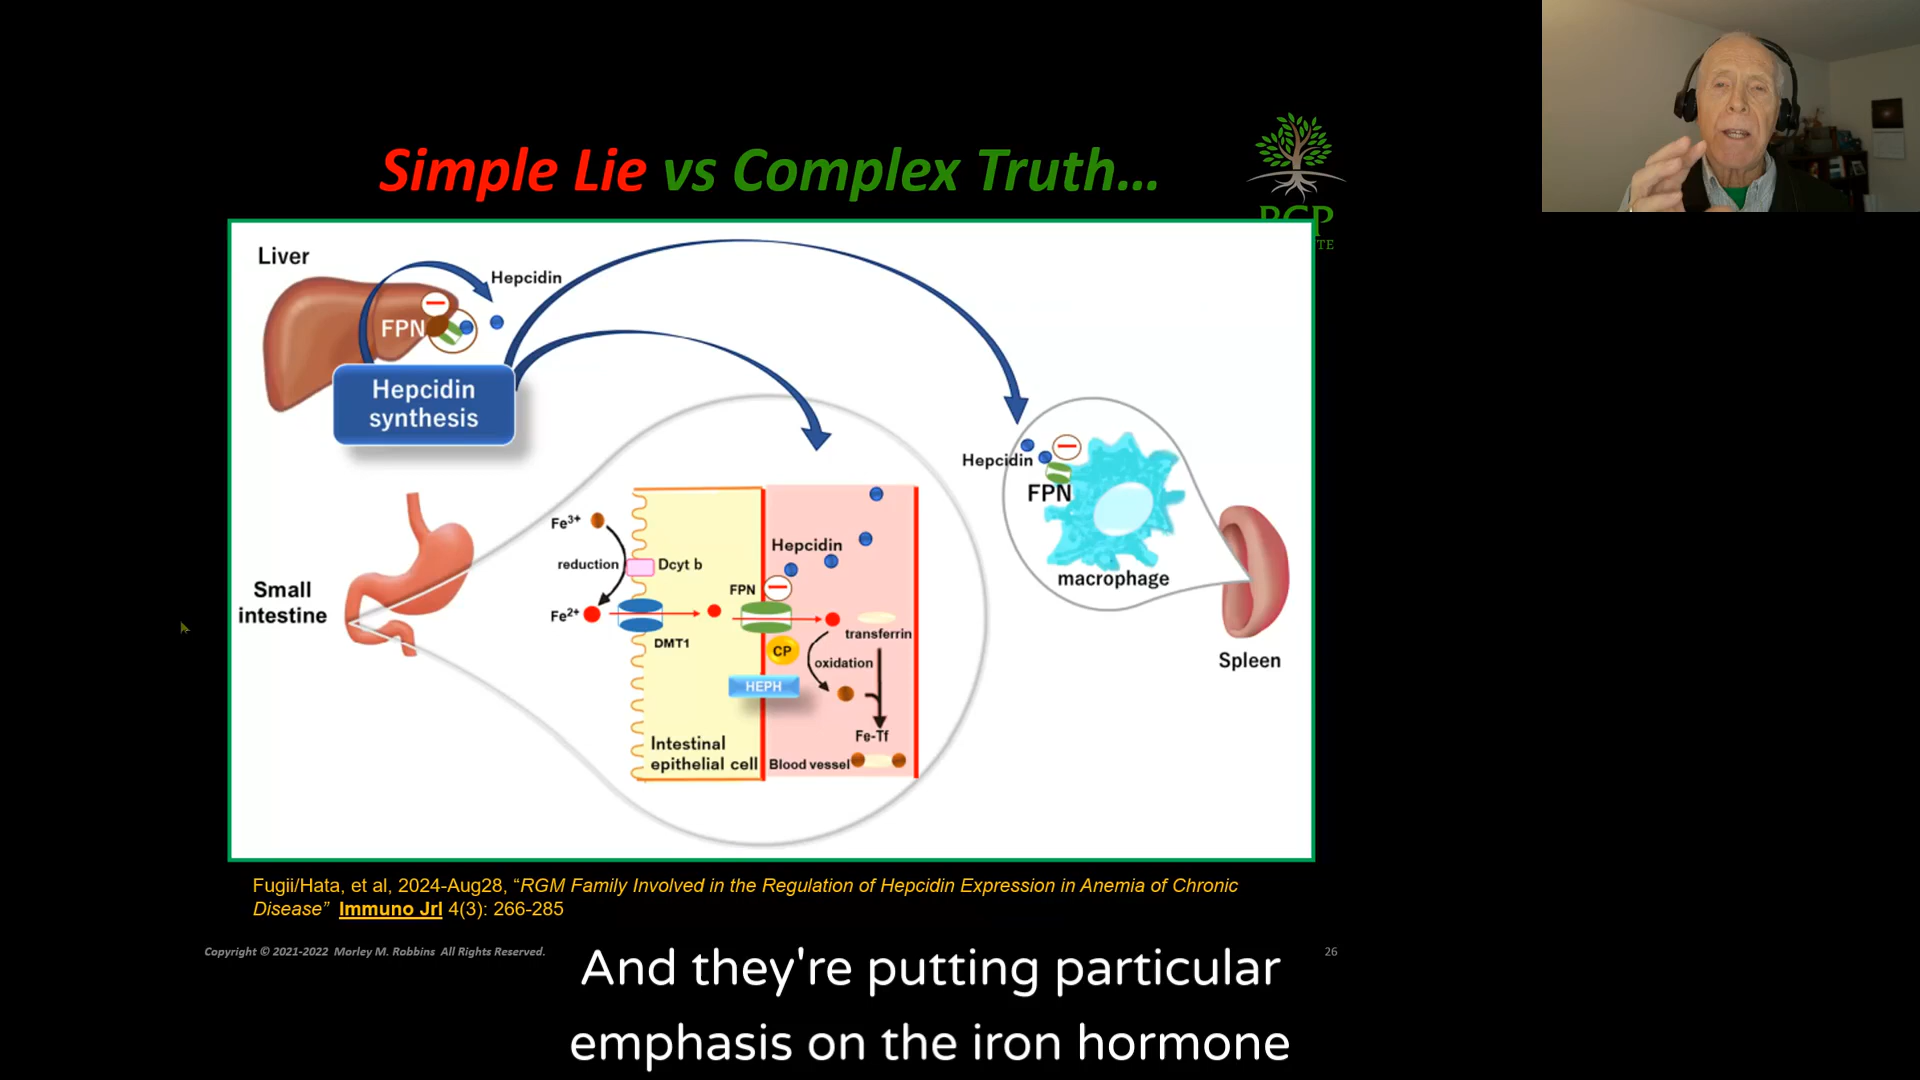 Simple Lie vs Complex Truth...
RCP
TE
Liver
Hepcidin
FPN
Hepcidin
synthesis
Hepcidin
FPN
macrophage
Spleen
Small
intestine
Fe3+
reduction
Dcyt b
Fe2+
DMT1
FPN
Hepcidin
CP
HEPH
transferrin
oxidation
Fe-Tf
Intestinal
epithelial cell
Blood vessel
Fugii/Hata, et al, 2024-Aug28, “RGM Family Involved in the Regulation of Hepcidin Expression in Anemia of Chronic
Disease” Immuno Jrl 4(3): 266-285
Copyright © 2021-2022 Morley M. Robbins All Rights Reserved.
26
And they're putting particular
emphasis on the iron hormone